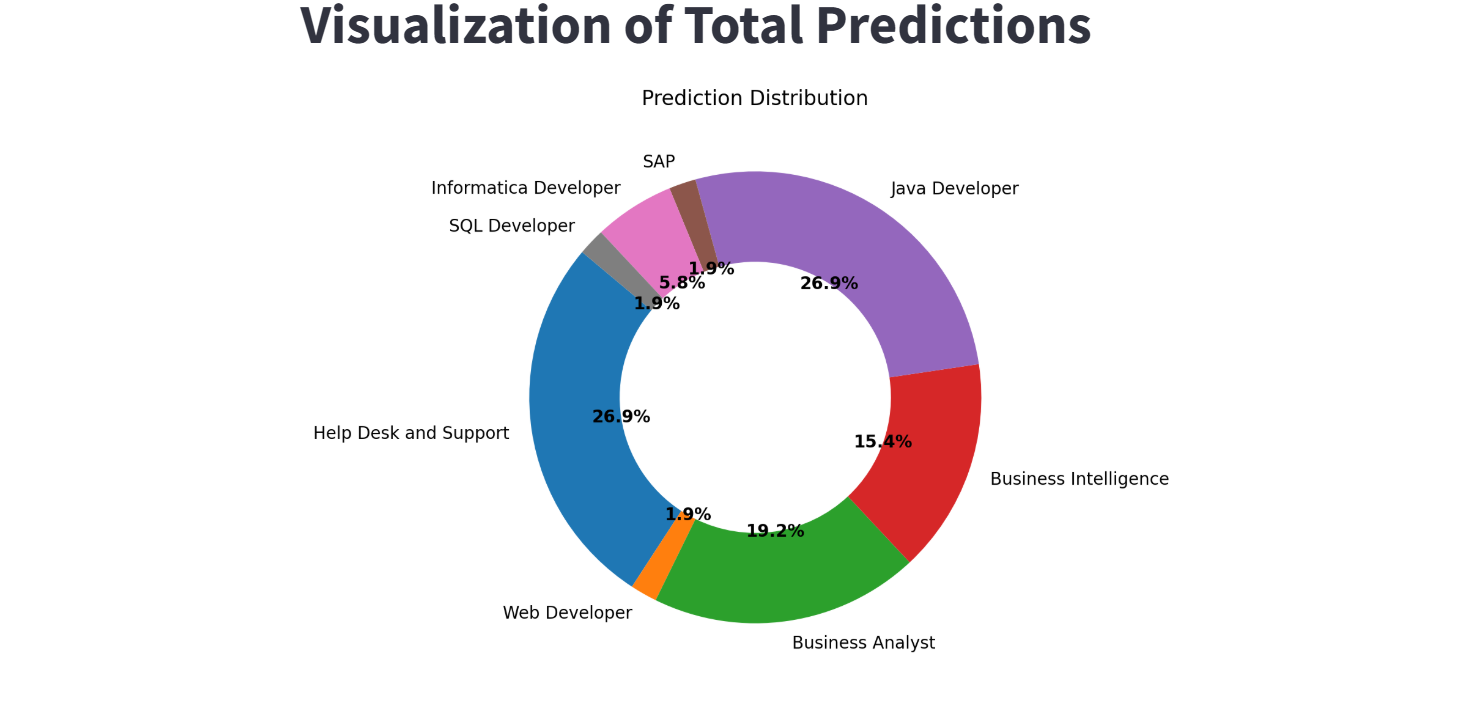 Visualization of Total Predictions
Prediction Distribution
SAP
Informatica Developer
Java Developer
SQL Developer
1.9%
5.8%
26.9%
1.9%
26.9%
Help Desk and Support
15.4%
Business Intelligence
1.9%
19.2%
Web Developer
Business Analyst